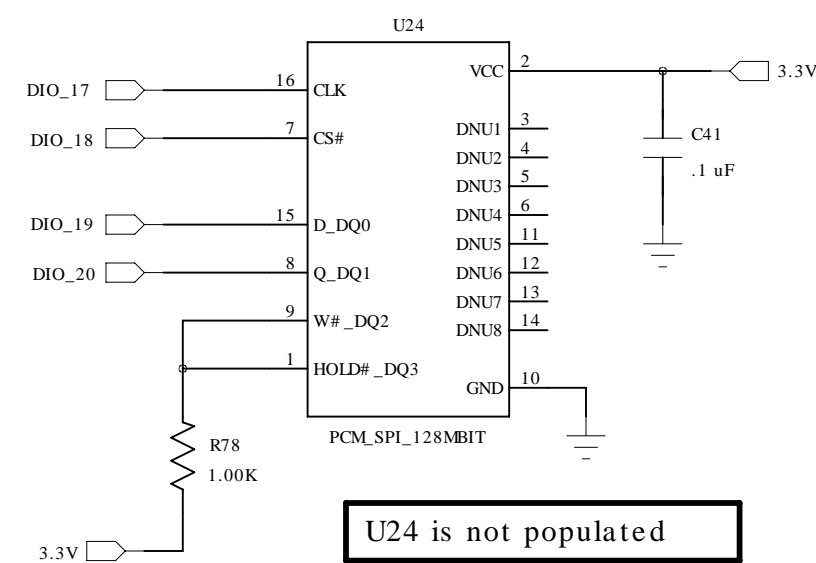 U24
DIO_17
16
CLK
DIO_18
7
CS#
DIO_19
15
D_DQ0
DIO_20
8
Q_DQ1
9
W#_DQ2
1
HOLD#_DQ3
VCC
2
3.3V
DNU1
3
DNU2
4
DNU3
5
DNU4
6
DNU5
11
DNU6
12
DNU7
13
DNU8
14
GND
10
C41
.1 uF
PCM_SPI_128MBIT
R78
1.00K
3.3V
U24 is not populated